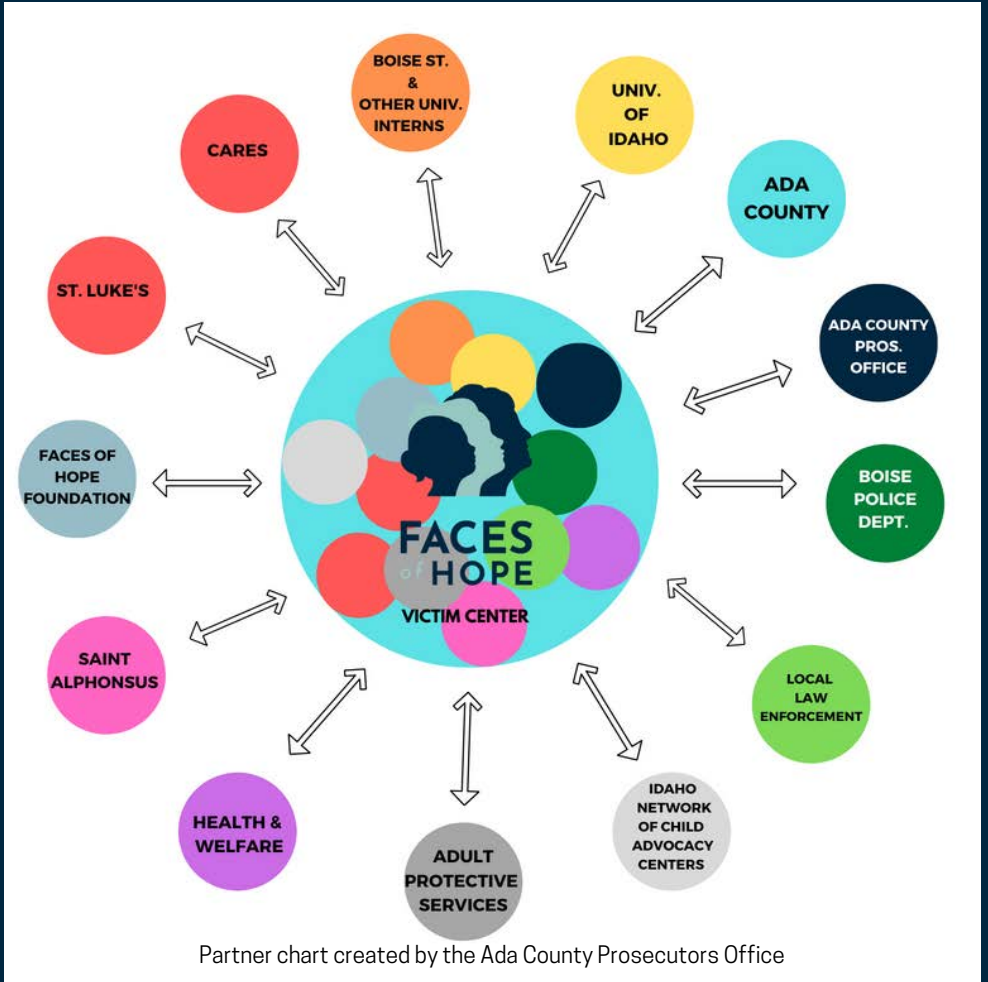 BOISE ST.
&
OTHER UNIV.
INTERNS
UNIV.
OF
IDAHO
CARES
ADA
COUNTY
ST. LUKE'S
ADA COUNTY
PROS.
OFFICE
FACES OF
HOPE
FOUNDATION
BOISE
POLICE
DEPT.
FACES
of HOPE
VICTIM CENTER
SAINT
ALPHONSUS
LOCAL
LAW
ENFORCEMENT
HEALTH &
WELFARE
IDAHO
NETWORK
OF CHILD
ADVOCACY
CENTERS
ADULT
PROTECTIVE
SERVICES
Partner chart created by the Ada County Prosecutors Office